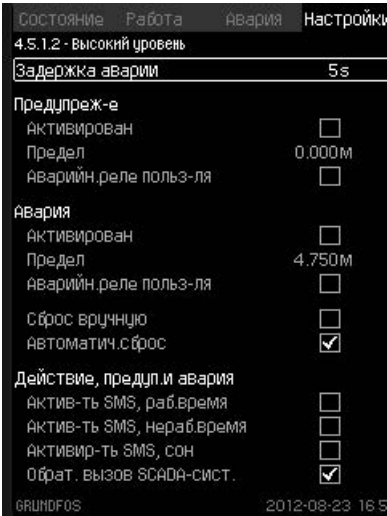 Состояние Работа Авария Настройки
4.5.1.2 - Высокий уровень
Задержка аварии 5s
Предупреж-е
Активирован
Предел 0.000м
Аварийн.реле польз-ля
Авария
Активирован
Предел 4.750м
Аварийн.реле польз-ля
Сброс вручную
Автоматич.сброс
Действие, предуп.и авария
Актив-ть SMS, раб.время
Актив-ть SMS, нераб.время
Активир-ть SMS, сон
Обрат. вызов SCADA-сист.
GRUNDFOS 2012-08-23 16 5